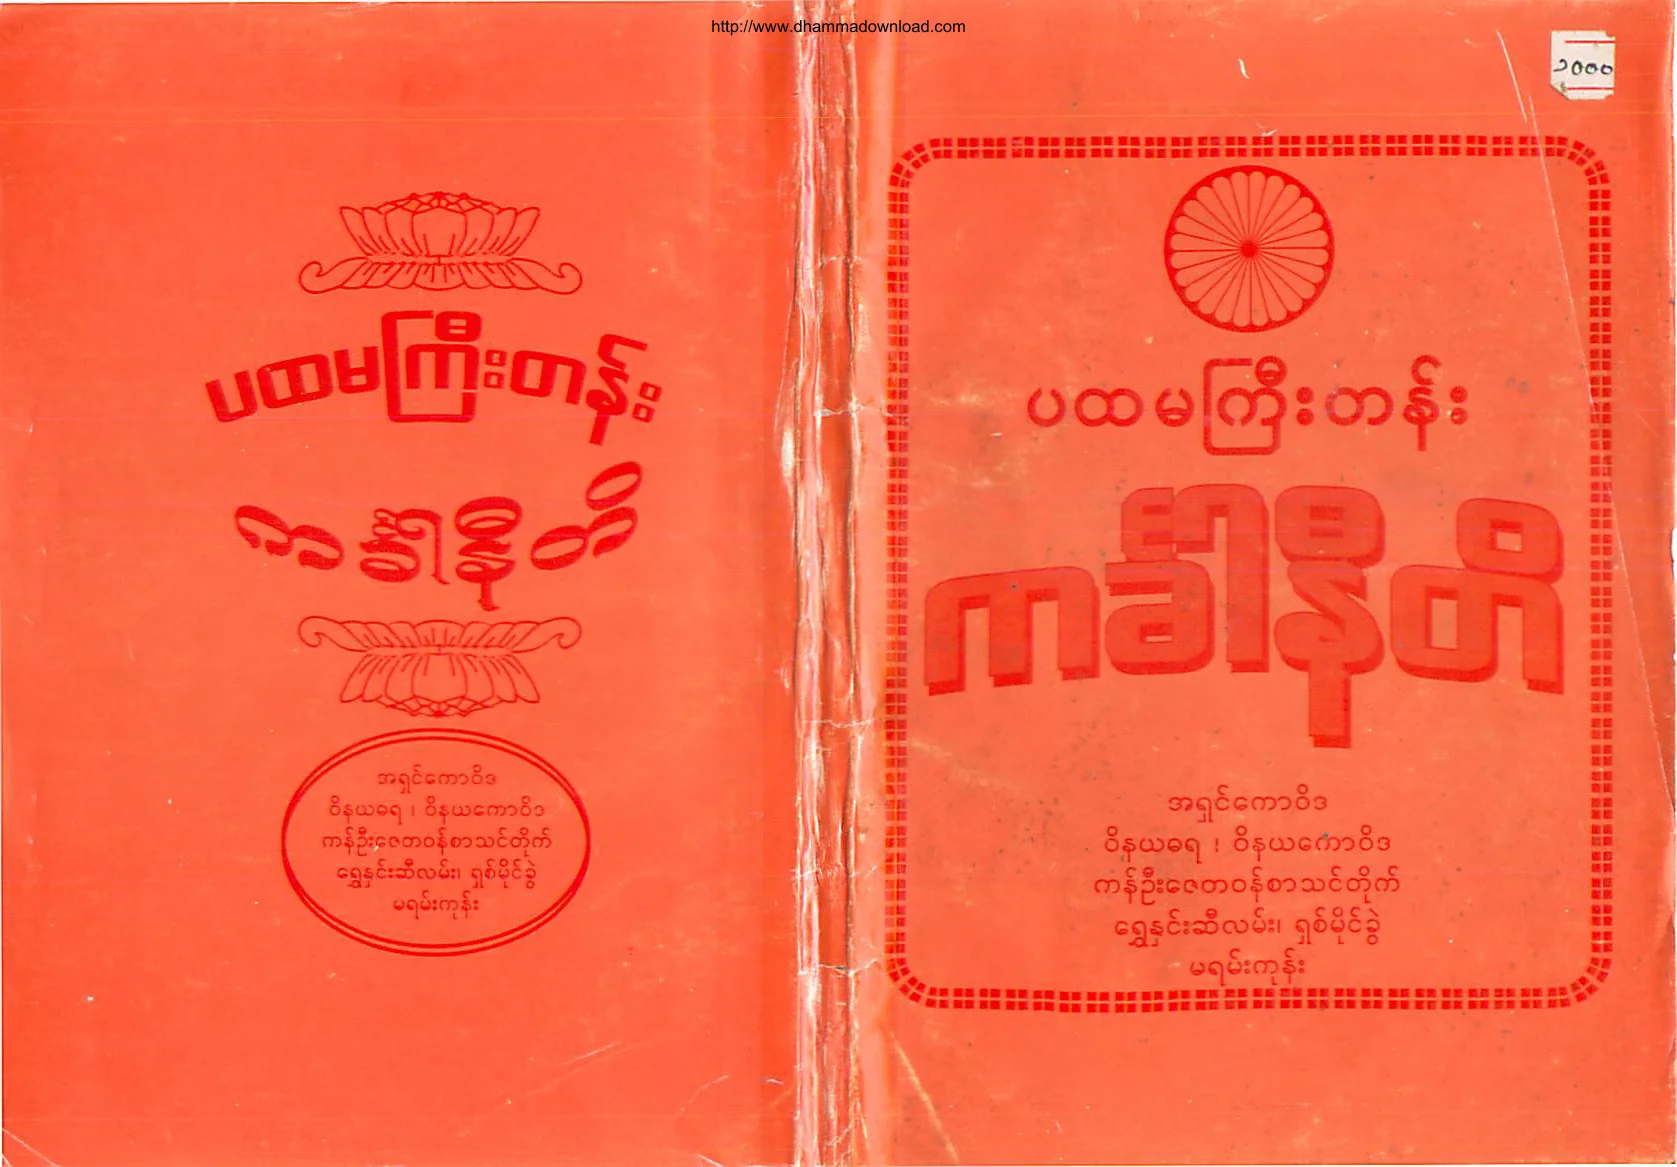 http://www.dhammadownload.com
ပထမကြီးတန်း
ကင်္ခါနီတိ
အရှင်ကောဝိဒ
ဝိနယဓရ ၊ ဝိနယကောဝိဒ
ကန်ဦးဇေတဝန်စာသင်တိုက်
ရွှေနှင်းဆီလမ်း၊ ရှစ်မိုင်ခွဲ
မရမ်းကုန်း
၁၀၀၀
ပထမကြီးတန်း
ကင်္ခါနီတိ
အရှင်ကောဝိဒ
ဝိနယဓရ ၊ ဝိနယကောဝိဒ
ကန်ဦးဇေတဝန်စာသင်တိုက်
ရွှေနှင်းဆီလမ်း၊ ရှစ်မိုင်ခွဲ
မရမ်းကုန်း